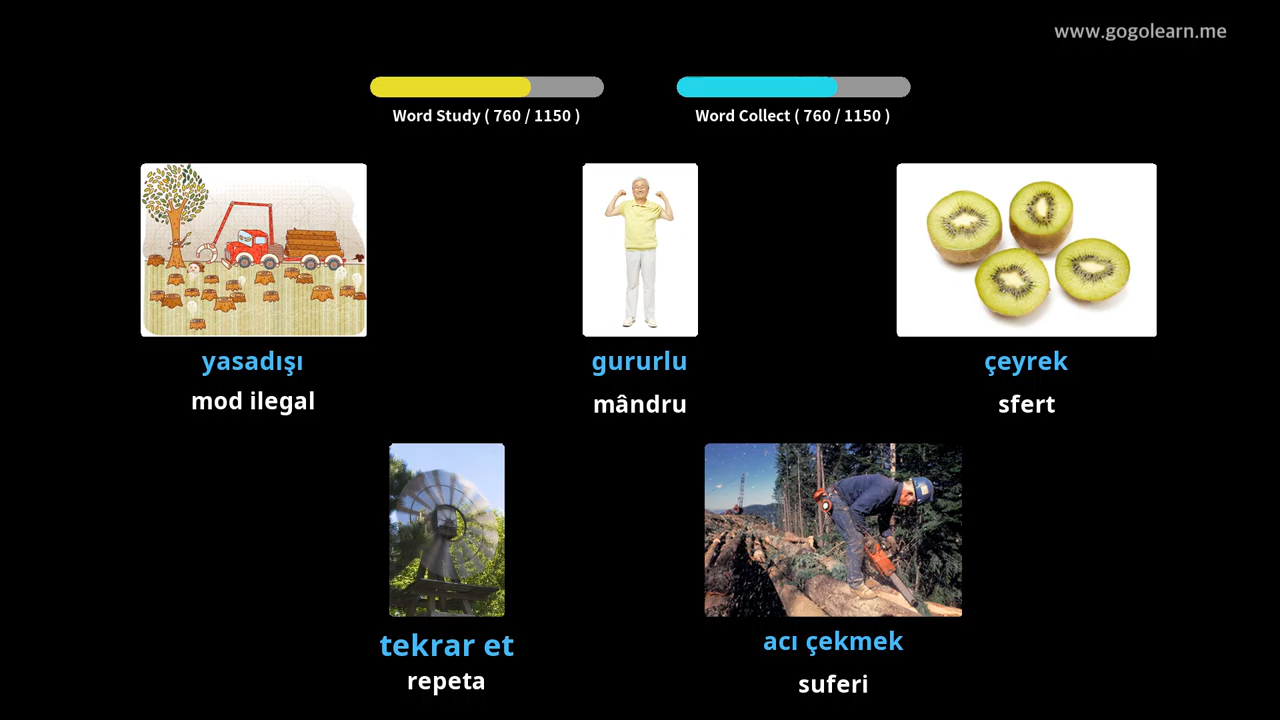 www.gogolearn.me
Word Study ( 760 / 1150 )
Word Collect ( 760 / 1150 )
yasadışı
mod ilegal
gururlu
mândru
çeyrek
sfert
tekrar et
repeta
acı çekmek
suferi